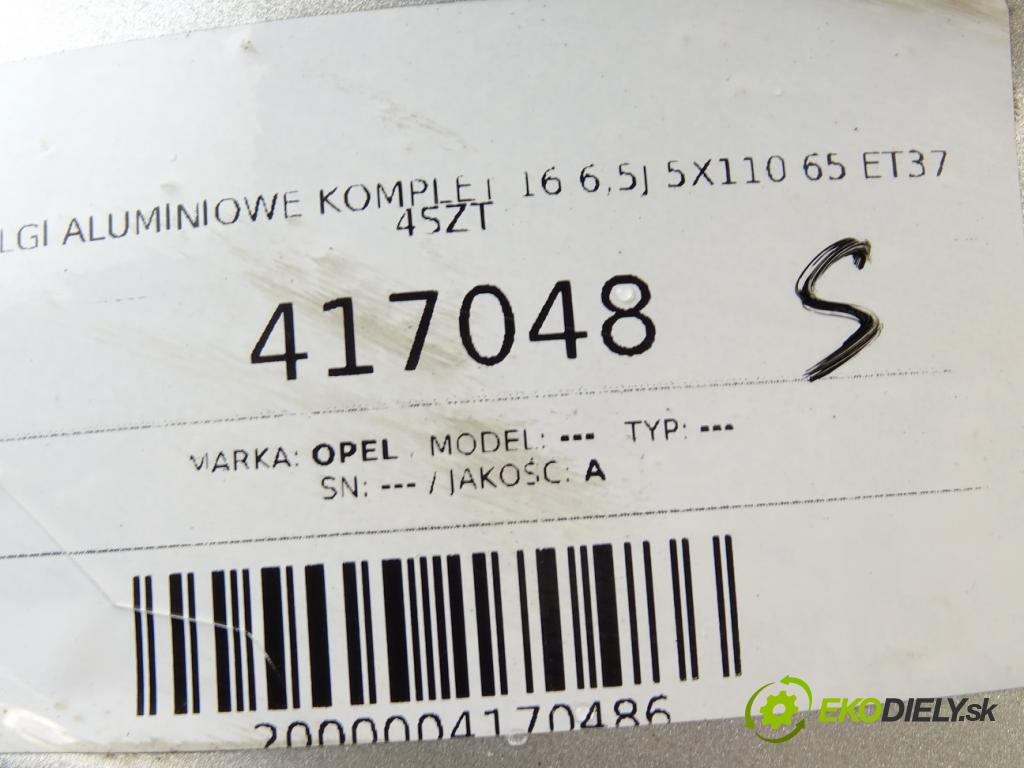 LGI ALUMINIOWE KOMPLET 16 6,5J 5X110 65 ET37
4SZT
417048 S
MARKA: OPEL , MODEL: --- TYP: ---
SN: --- / JAKOŚĆ: A
2000004170486
EKODIELY.sk